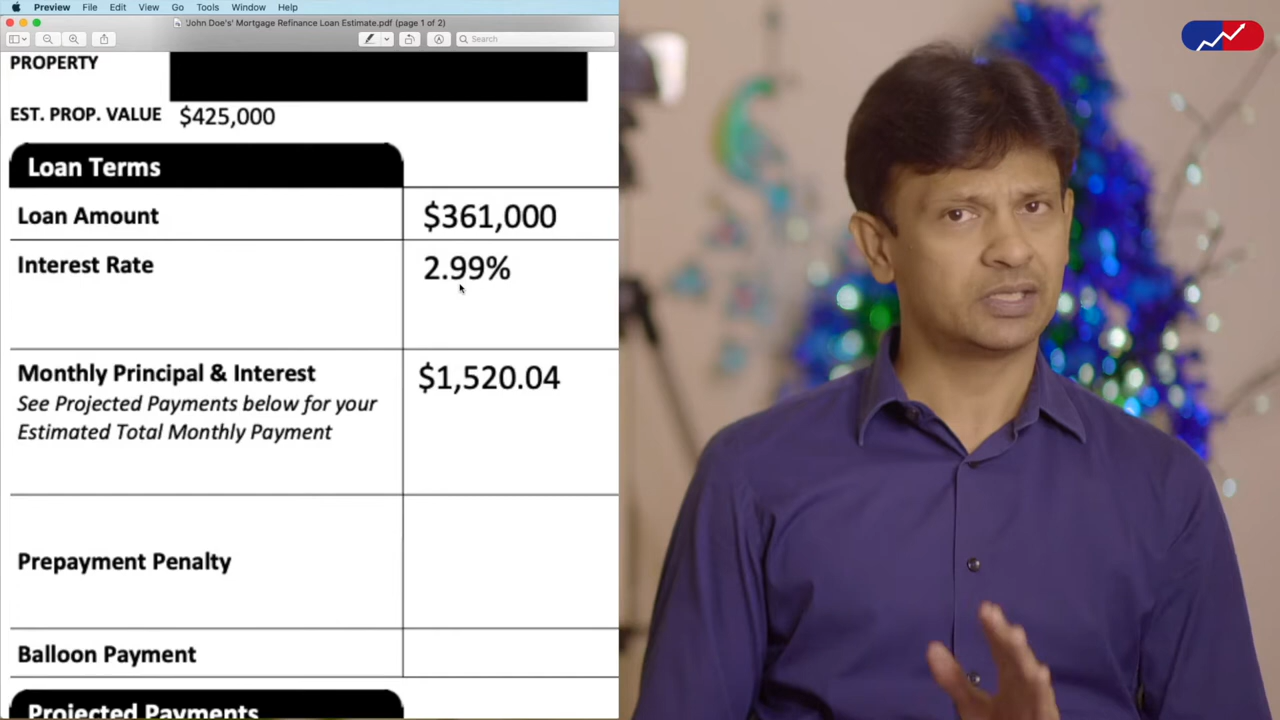 Preview File Edit View Go Tools Window Help
'John Doe's' Mortgage Refinance Loan Estimate.pdf (page 1 of 2)
Search
PROPERTY
EST. PROP. VALUE $425,000
Loan Terms
Loan Amount $361,000
Interest Rate 2.99%
Monthly Principal & Interest $1,520.04
See Projected Payments below for your
Estimated Total Monthly Payment
Prepayment Penalty
Balloon Payment
Projected Payments